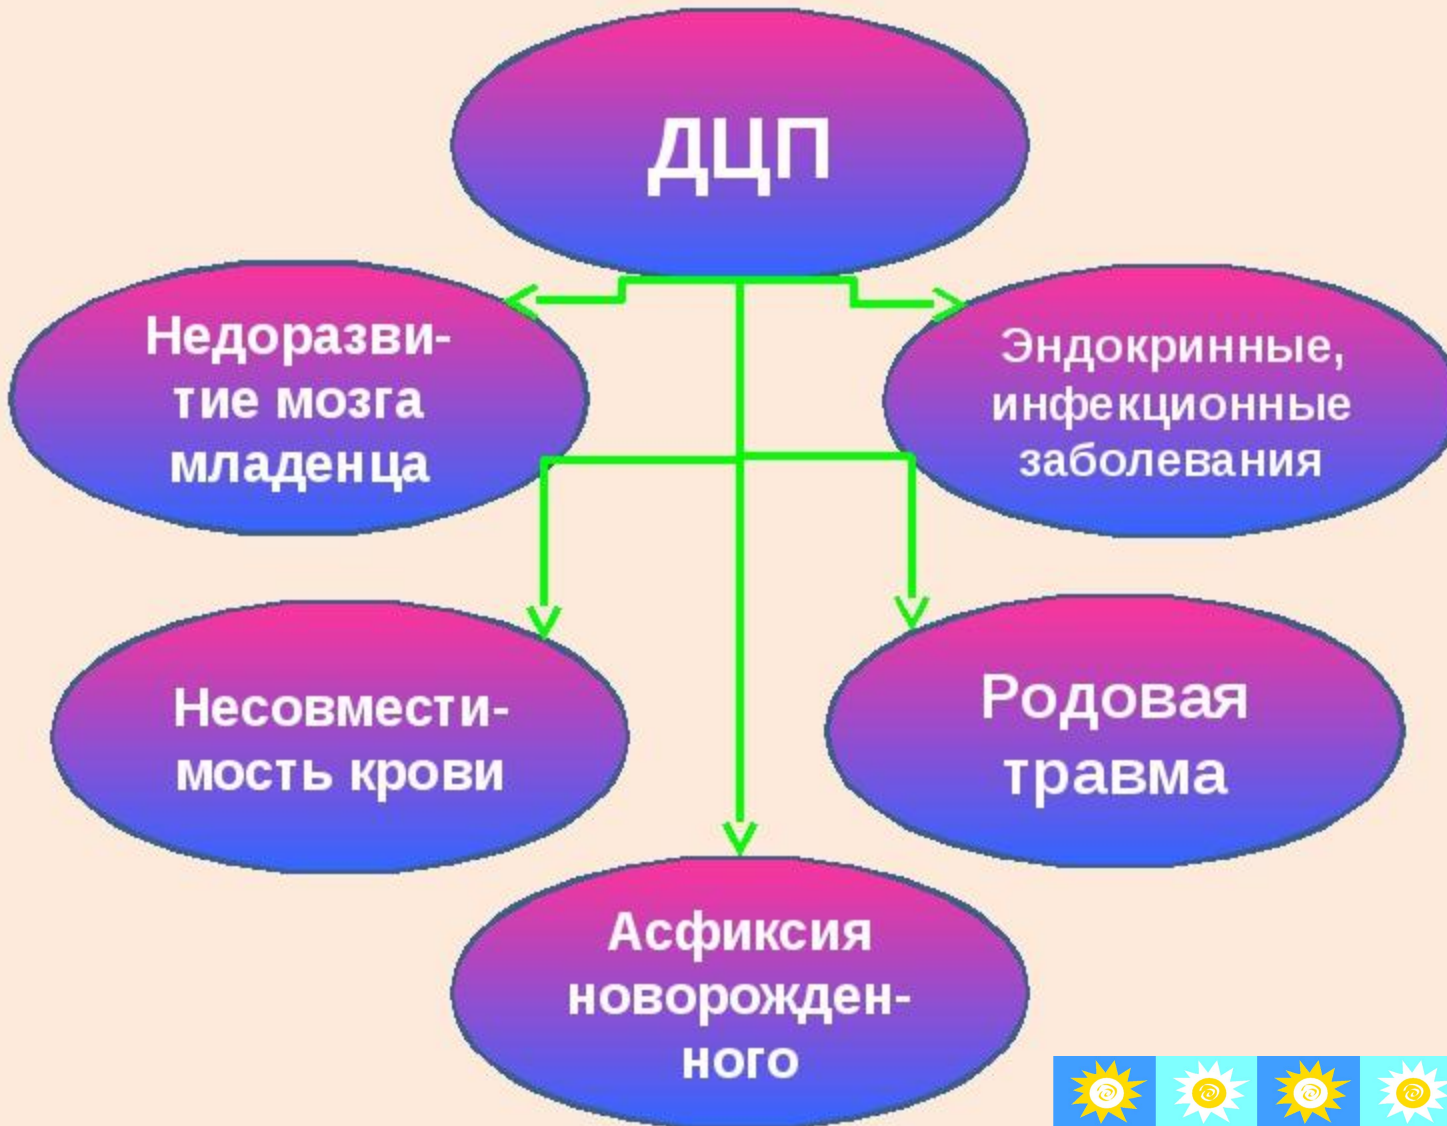 ДЦП
Недоразви-
тие мозга
младенца
Эндокринные,
инфекционные
заболевания
Несовмести-
мость крови
Родовая
травма
Асфиксия
новорожден-
ного